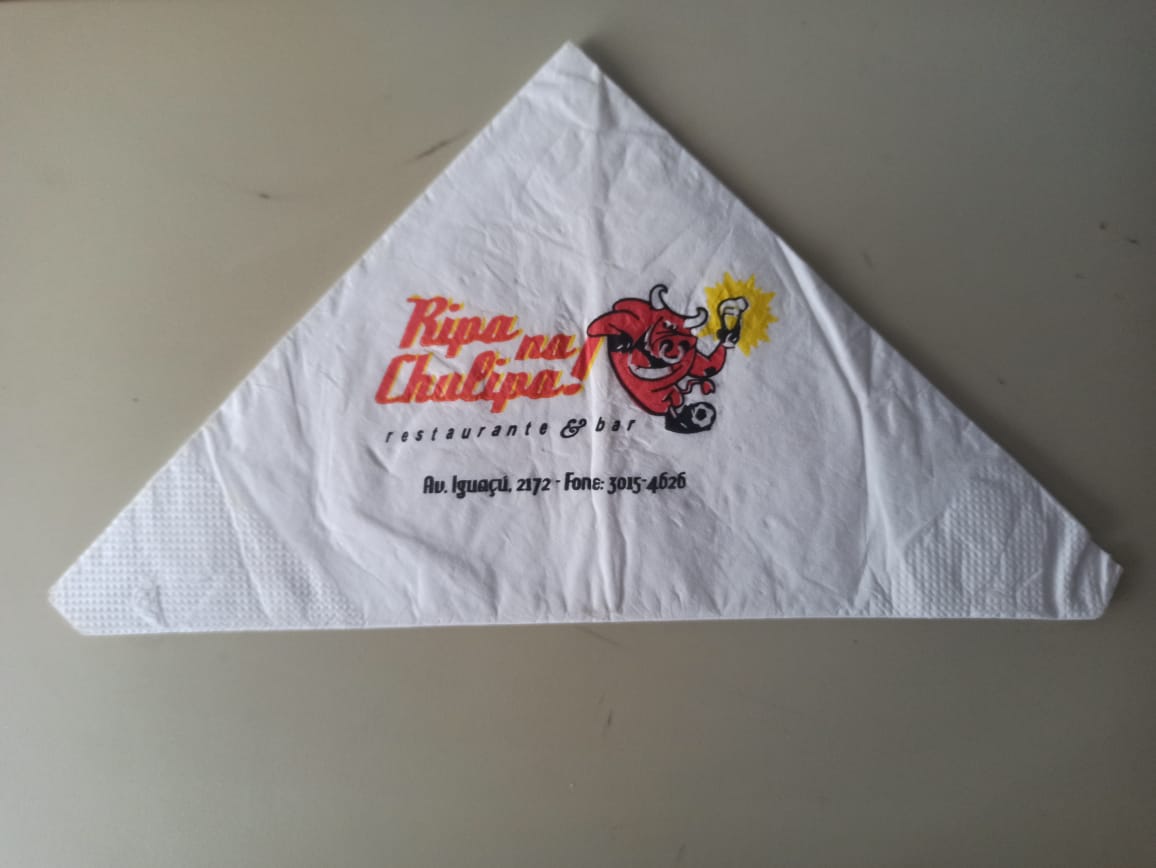 Ripa na
Chulipa!
restaurante & bar
Av. Iguaçú, 2172 - Fone: 3015-4626